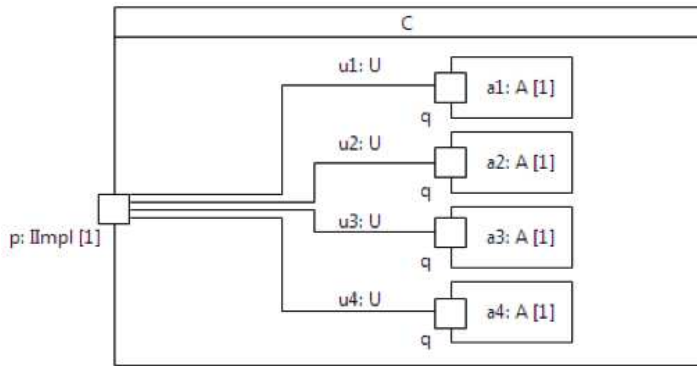 C
u1: U
a1: A [1]
q
u2: U
a2: A [1]
q
p: IImpl [1]
u3: U
a3: A [1]
q
u4: U
a4: A [1]
q